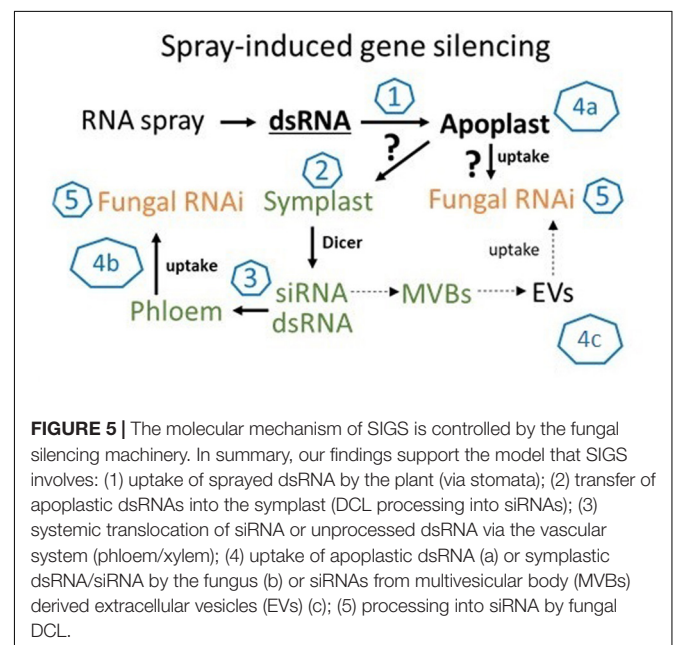 Spray-induced gene silencing
RNA spray dsRNA 1 Apoplast 4a
? ? uptake
2
5 Fungal RNAi Symplast Fungal RNAi 5
Dicer
4b uptake uptake
3 siRNA MVBs EVs
Phloem dsRNA
4c
FIGURE 5 | The molecular mechanism of SIGS is controlled by the fungal
silencing machinery. In summary, our findings support the model that SIGS
involves: (1) uptake of sprayed dsRNA by the plant (via stomata); (2) transfer of
apoplastic dsRNAs into the symplast (DCL processing into siRNAs); (3)
systemic translocation of siRNA or unprocessed dsRNA via the vascular
system (phloem/xylem); (4) uptake of apoplastic dsRNA (a) or symplastic
dsRNA/siRNA by the fungus (b) or siRNAs from multivesicular body (MVBs)
derived extracellular vesicles (EVs) (c); (5) processing into siRNA by fungal
DCL.